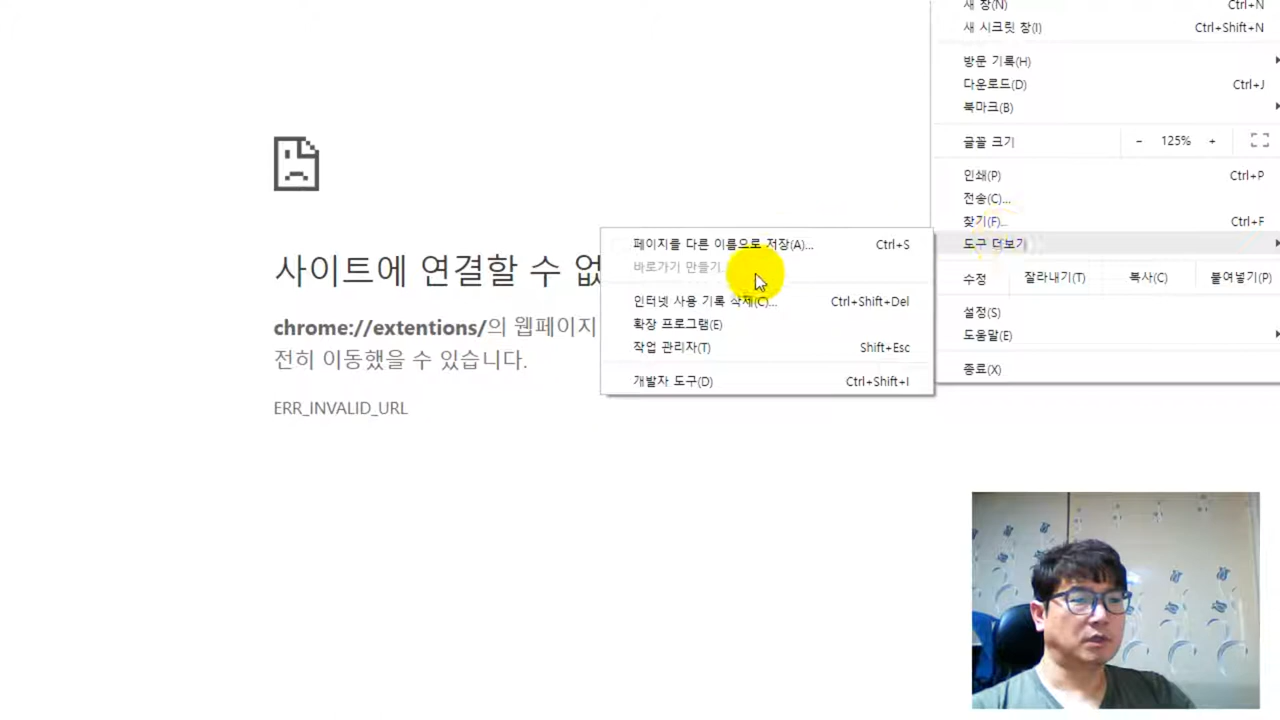 새 창(N) Ctrl+N
새 시크릿 창(I) Ctrl+Shift+N
방문 기록(H)
다운로드(D) Ctrl+J
북마크(B)
글꼴 크기 - 125% +
인쇄(P) Ctrl+P
전송(C)...
찾기(F)... Ctrl+F
도구 더보기
수정 잘라내기(T) 복사(C) 붙여넣기(P)
설정(S)
도움말(E)
종료(X)
페이지를 다른 이름으로 저장(A)... Ctrl+S
바로가기 만들기...
인터넷 사용 기록 삭제(C)... Ctrl+Shift+Del
확장 프로그램(E)
작업 관리자(T) Shift+Esc
개발자 도구(D) Ctrl+Shift+I
사이트에 연결할 수 없
chrome://extentions/의 웹페이지
전히 이동했을 수 있습니다.
ERR_INVALID_URL